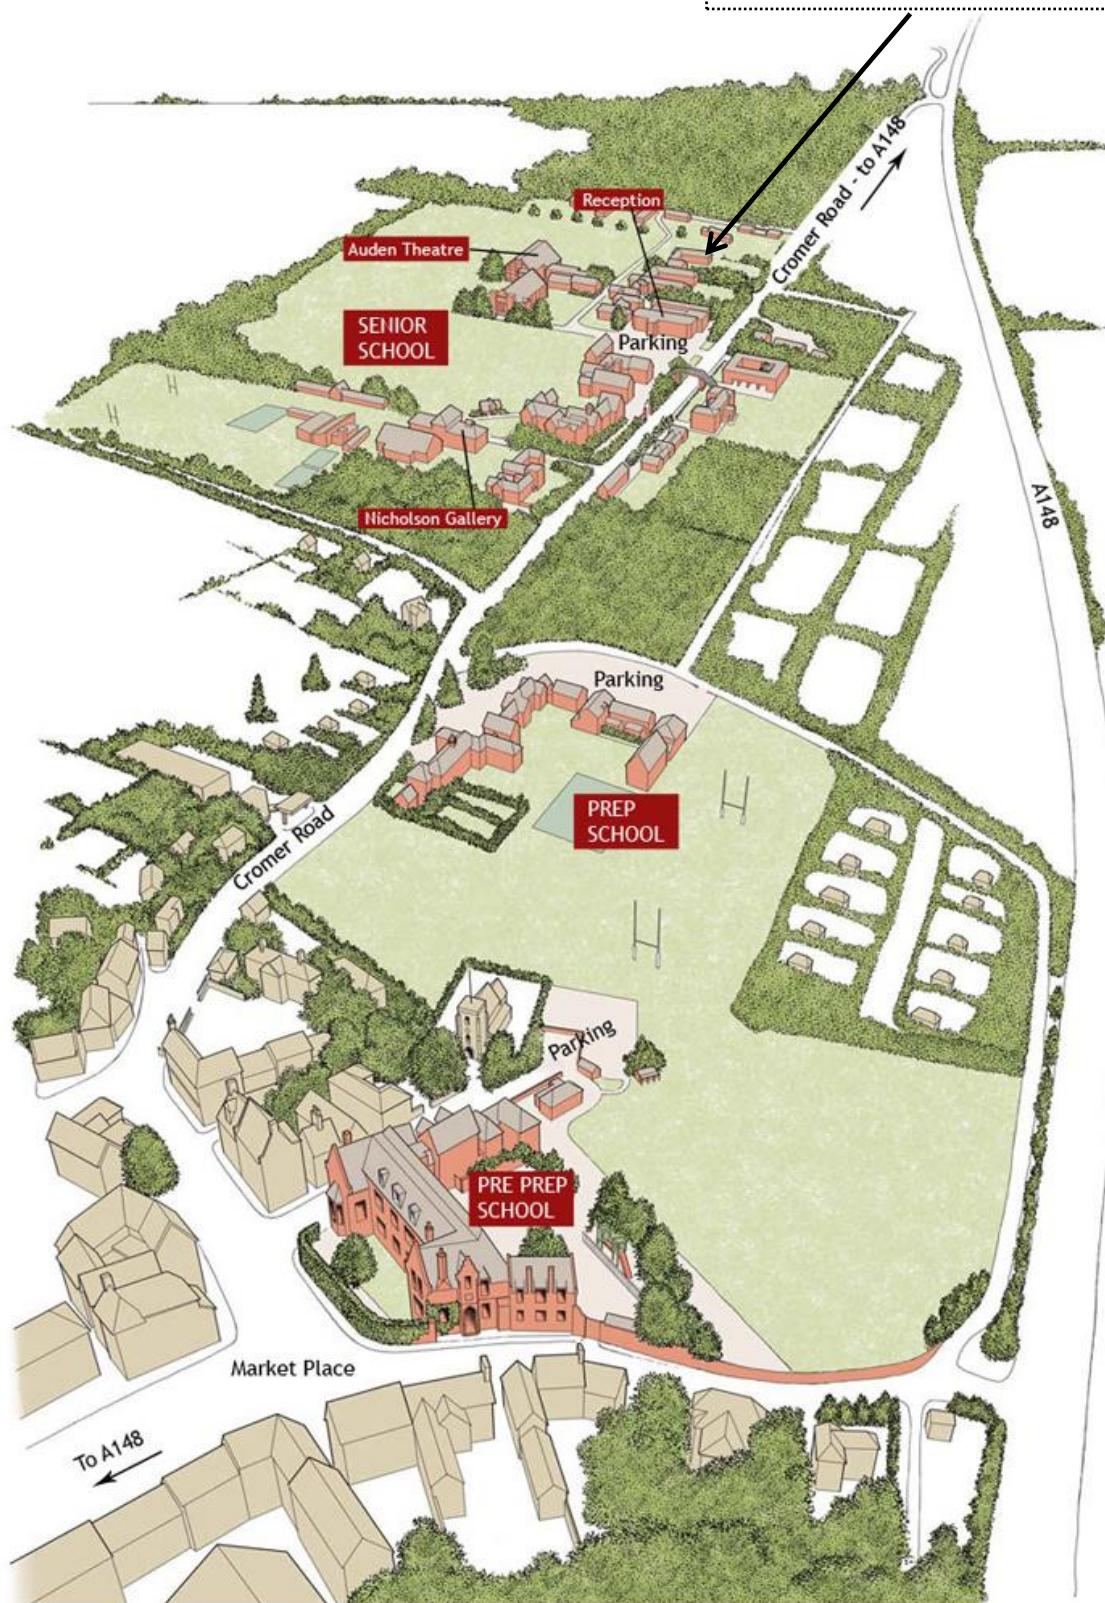 Cromer Road - to A148
Reception
Auden Theatre
SENIOR
SCHOOL
Parking
A148
Nicholson Gallery
Parking
PREP
SCHOOL
Cromer Road
Parking
PRE PREP
SCHOOL
Market Place
To A148